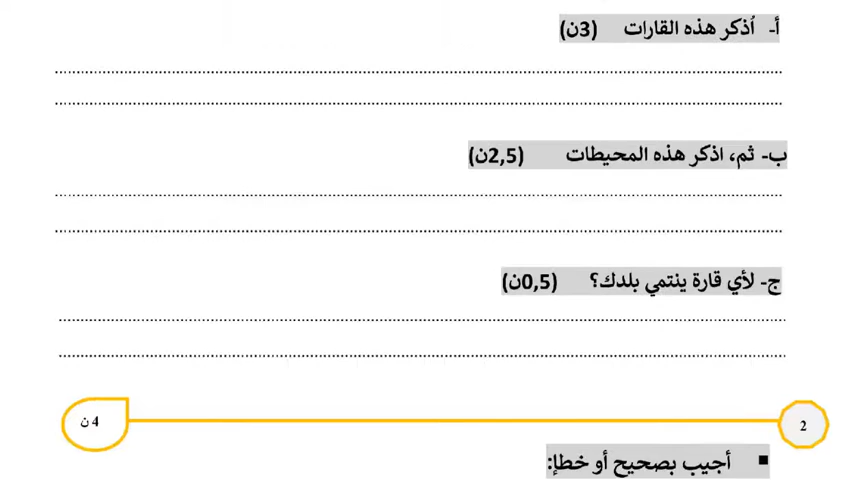 أ- اُذكر هذه القارات (3ن)
ب- ثم، اذكر هذه المحيطات (2,5ن)
ج- لأي قارة ينتمي بلدك؟ (0,5ن)
2
4 ن
أجيب بصحيح أو خطإ: